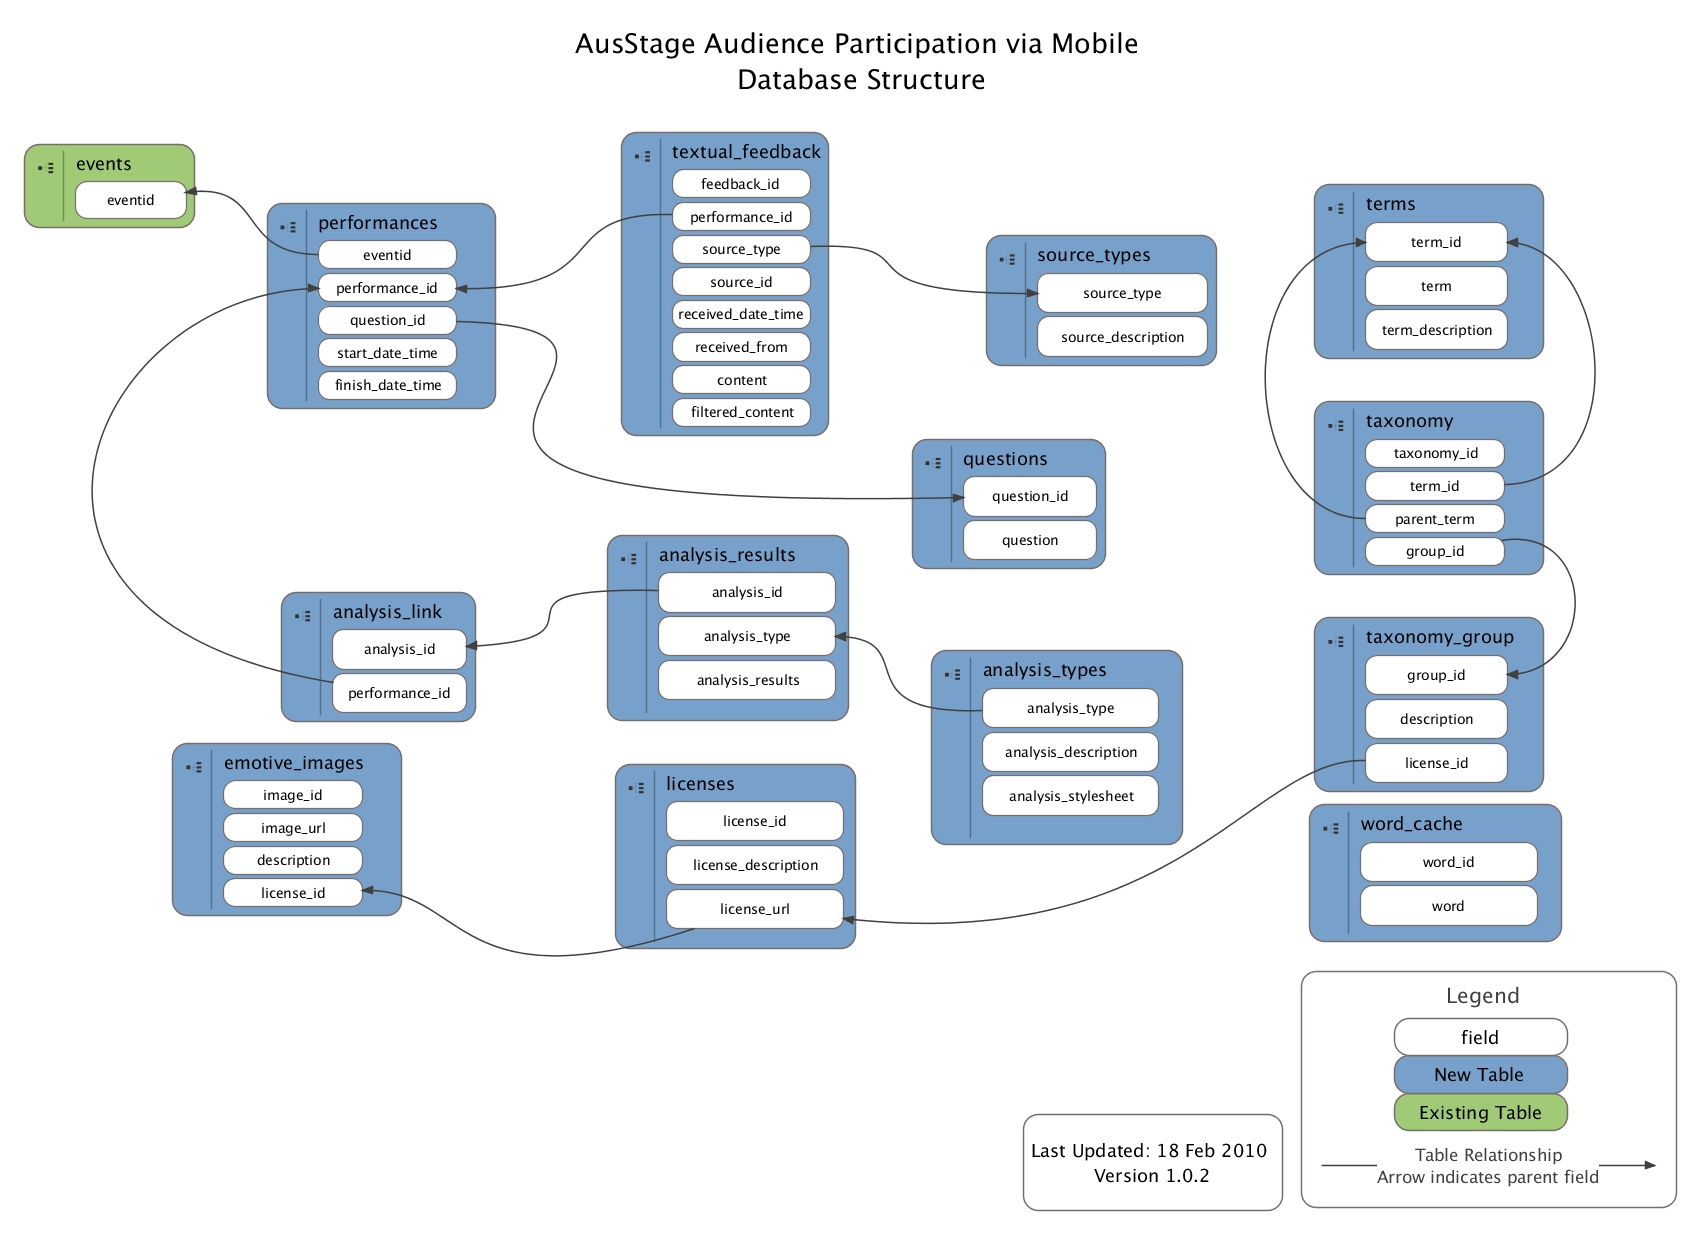 AusStage Audience Participation via Mobile
Database Structure
events
eventid
performances
eventid
performance_id
question_id
start_date_time
finish_date_time
textual_feedback
feedback_id
performance_id
source_type
source_id
received_date_time
received_from
content
filtered_content
source_types
source_type
source_description
terms
term_id
term
term_description
taxonomy
taxonomy_id
term_id
parent_term
group_id
questions
question_id
question
analysis_results
analysis_id
analysis_type
analysis_results
analysis_link
analysis_id
performance_id
analysis_types
analysis_type
analysis_description
analysis_stylesheet
taxonomy_group
group_id
description
license_id
emotive_images
image_id
image_url
description
license_id
licenses
license_id
license_description
license_url
word_cache
word_id
word
Legend
field
New Table
Existing Table
Table Relationship
Arrow indicates parent field
Last Updated: 18 Feb 2010
Version 1.0.2